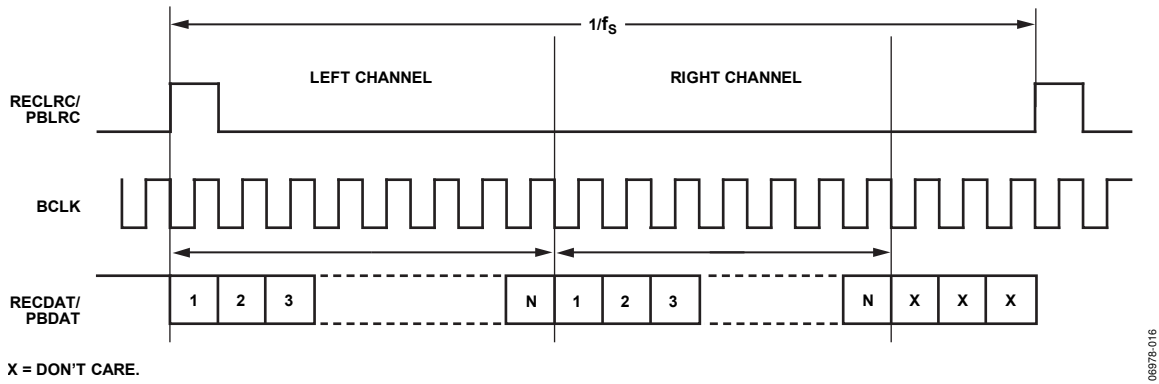 1/fS
LEFT CHANNEL RIGHT CHANNEL
RECLRC/
PBLRC
BCLK
RECDAT/
PBDAT
1 2 3 N 1 2 3 N X X X
X = DON'T CARE.
06978-016